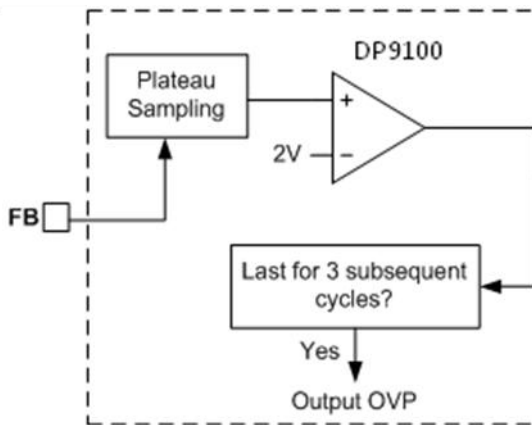 DP9100
Plateau
Sampling
+
2V
−
FB
Last for 3 subsequent
cycles?
Yes
Output OVP